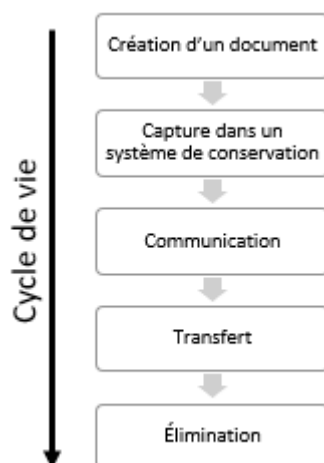 Cycle de vie
Création d'un document
Capture dans un
système de conservation
Communication
Transfert
Élimination